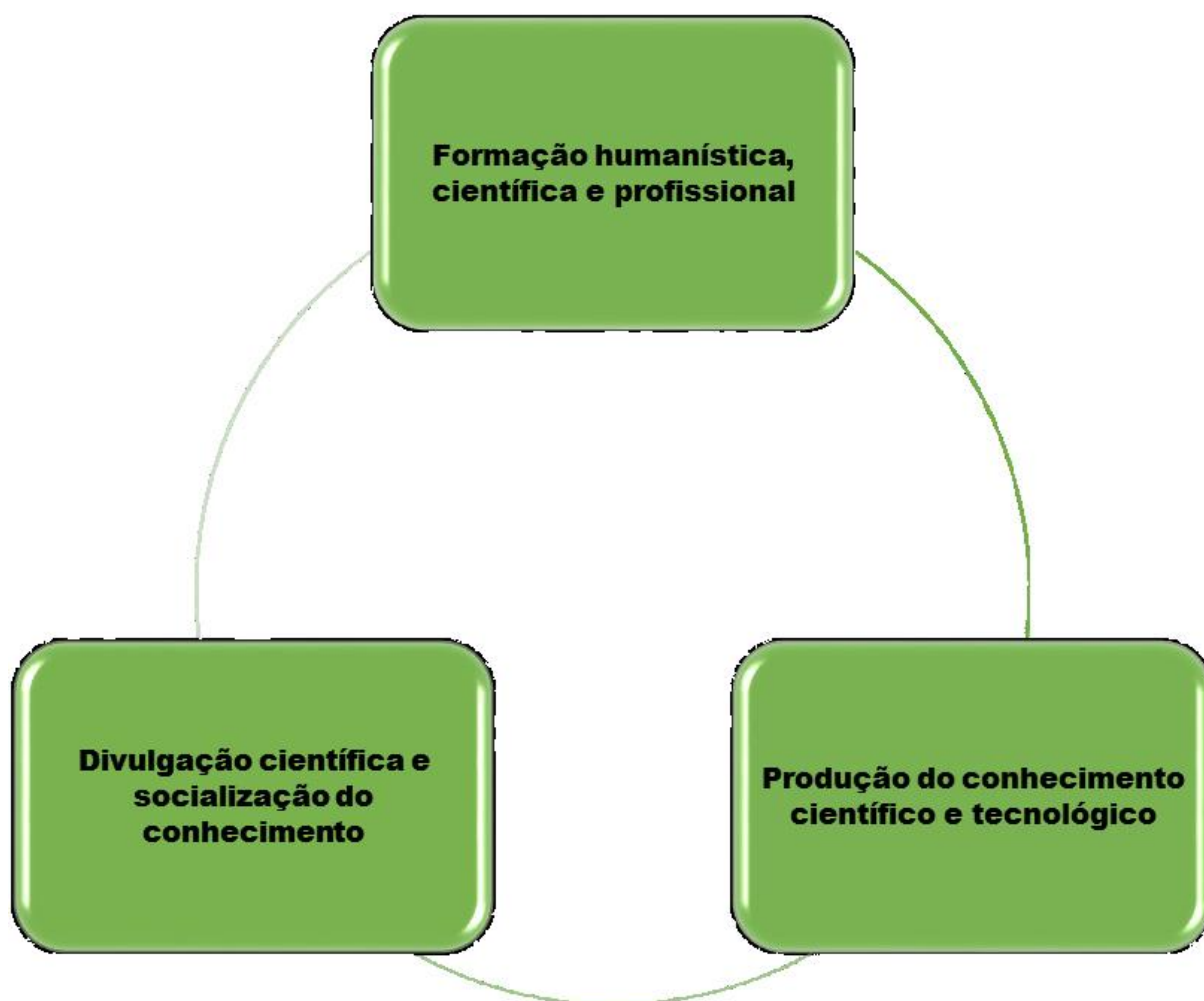 Formação humanística,
científica e profissional
Divulgação científica e
socialização do
conhecimento
Produção do conhecimento
científico e tecnológico